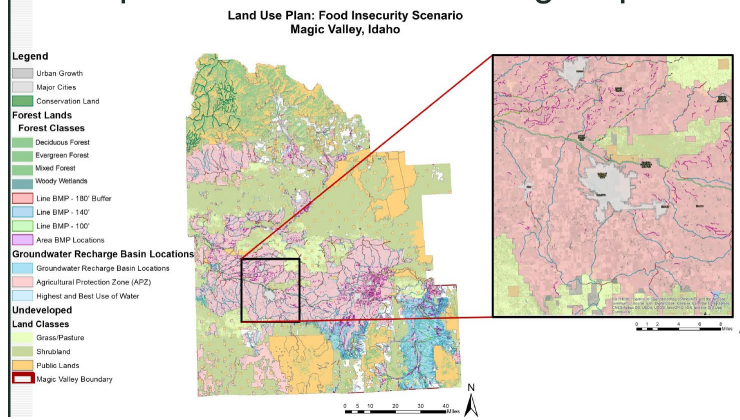 Land Use Plan: Food Insecurity Scenario
Magic Valley, Idaho
Legend
Urban Growth
Major Cities
Conservation Land
Forest Lands
Forest Classes
Deciduous Forest
Evergreen Forest
Mixed Forest
Woody Wetlands
Line BMP - 180' Buffer
Line BMP - 140'
Line BMP - 100'
Area BMP Locations
Groundwater Recharge Basin Locations
Groundwater Recharge Basin Locations
Agricultural Protection Zone (APZ)
Highest and Best Use of Water
Undeveloped
Land Classes
Grass/Pasture
Shrubland
Public Lands
Magic Valley Boundary
0 5 10 20 30 40
Miles
N
0 1 2 4 6 8
Miles